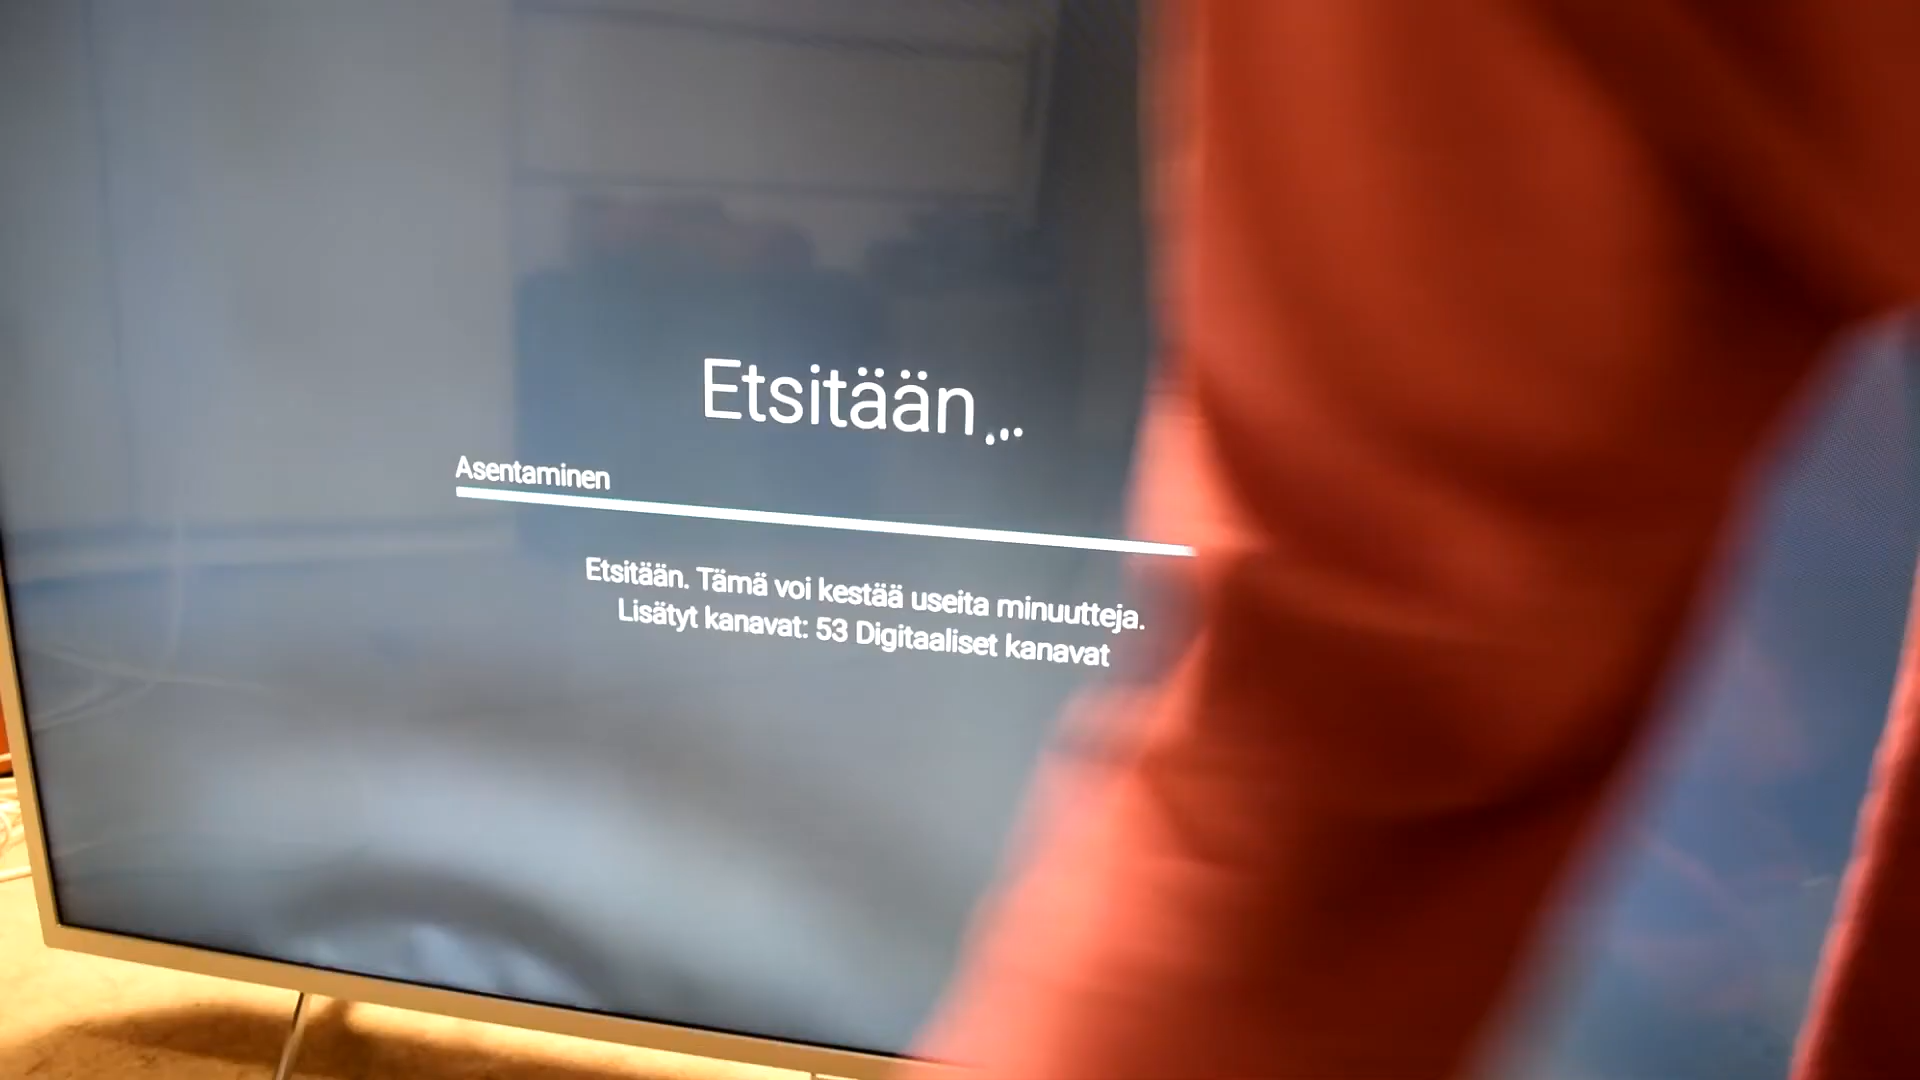 Etsitään...
Asentaminen
Etsitään. Tämä voi kestää useita minuutteja.
Lisätyt kanavat: 53 Digitaaliset kanavat